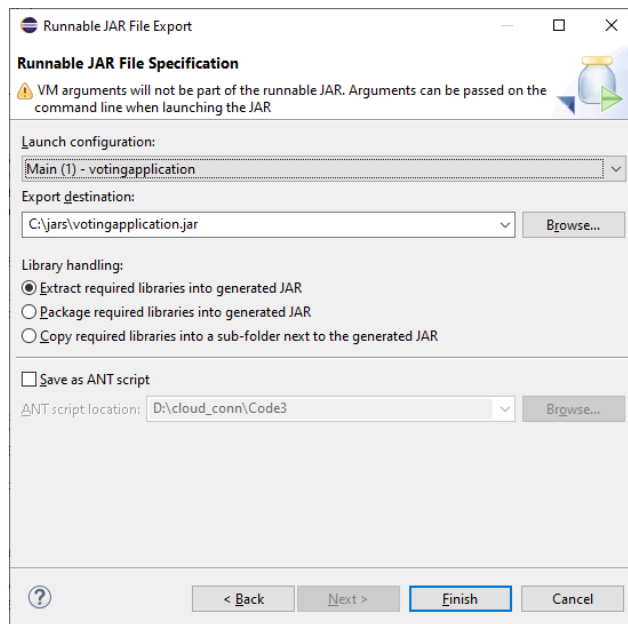 Runnable JAR File Export
Runnable JAR File Specification
VM arguments will not be part of the runnable JAR. Arguments can be passed on the
command line when launching the JAR
Launch configuration:
Main (1) - votingapplication
Export destination:
C:\jars\votingapplication.jar
Browse...
Library handling:
Extract required libraries into generated JAR
Package required libraries into generated JAR
Copy required libraries into a sub-folder next to the generated JAR
Save as ANT script
ANT script location:
D:\cloud_conn\Code3
Browse...
?
< Back
Next >
Finish
Cancel